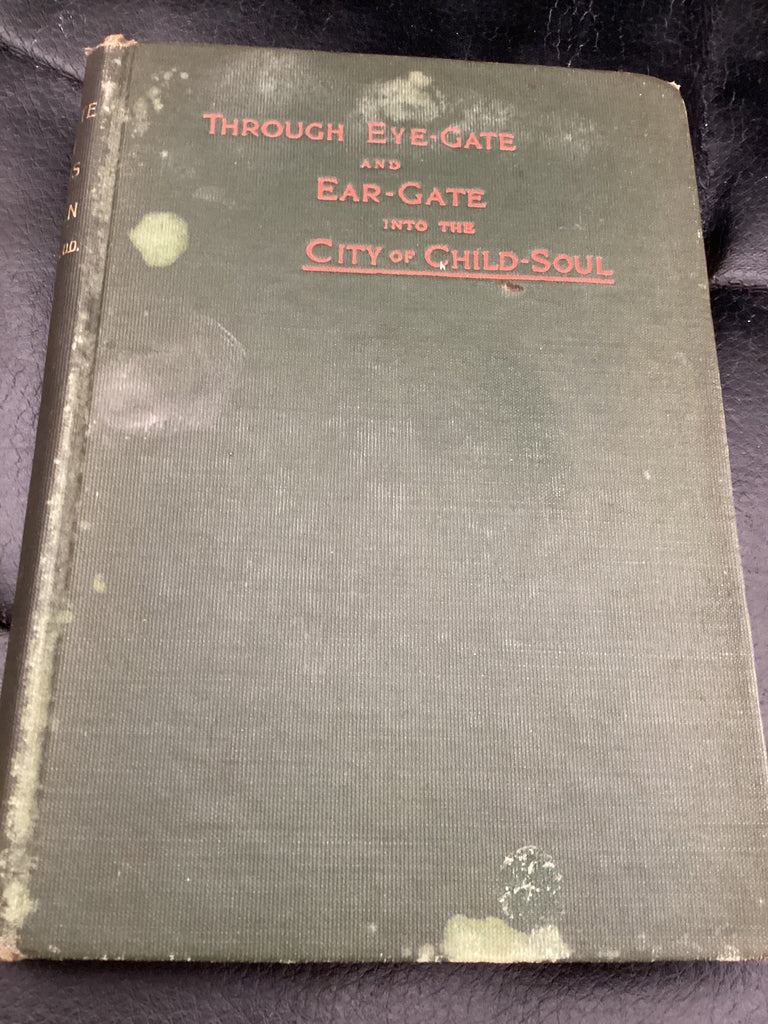 THROUGH EYE-GATE
AND
EAR-GATE
INTO THE
CITY OF CHILD-SOUL